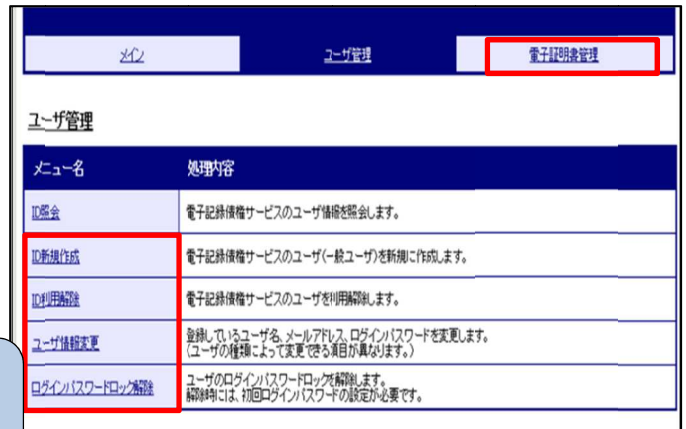 メイン
ユーザ管理
電子証明書管理
ユーザ管理
メニュー名
処理内容
ID照会
電子記録債権サービスのユーザ情報を照会します。
ID新規作成
電子記録債権サービスのユーザ(一般ユーザ)を新規に作成します。
ID利用解除
電子記録債権サービスのユーザを利用解除します。
ユーザ情報変更
登録しているユーザ名、メールアドレス、ログインパスワードを変更します。
(ユーザの種類によって変更できる項目が異なります。)
ログインパスワードロック解除
ユーザのログインパスワードロックを解除します。
解除時には、初回ログインパスワードの設定が必要です。